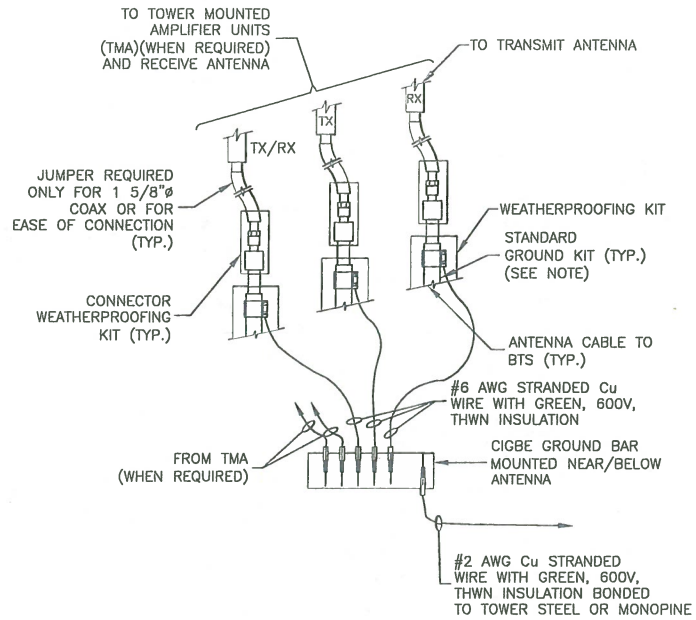 TO TOWER MOUNTED
AMPLIFIER UNITS
(TMA)(WHEN REQUIRED)
AND RECEIVE ANTENNA
TO TRANSMIT ANTENNA
RX
TX
TX/RX
JUMPER REQUIRED
ONLY FOR 1 5/8"ø
COAX OR FOR
EASE OF CONNECTION
(TYP.)
WEATHERPROOFING KIT
STANDARD
GROUND KIT (TYP.)
(SEE NOTE)
CONNECTOR
WEATHERPROOFING
KIT (TYP.)
ANTENNA CABLE TO
BTS (TYP.)
#6 AWG STRANDED Cu
WIRE WITH GREEN, 600V,
THWN INSULATION
FROM TMA
(WHEN REQUIRED)
CIGBE GROUND BAR
MOUNTED NEAR/BELOW
ANTENNA
#2 AWG Cu STRANDED
WIRE WITH GREEN, 600V,
THWN INSULATION BONDED
TO TOWER STEEL OR MONOPINE